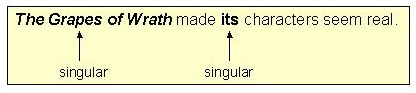 The Grapes of Wrath made its characters seem real.
singular singular